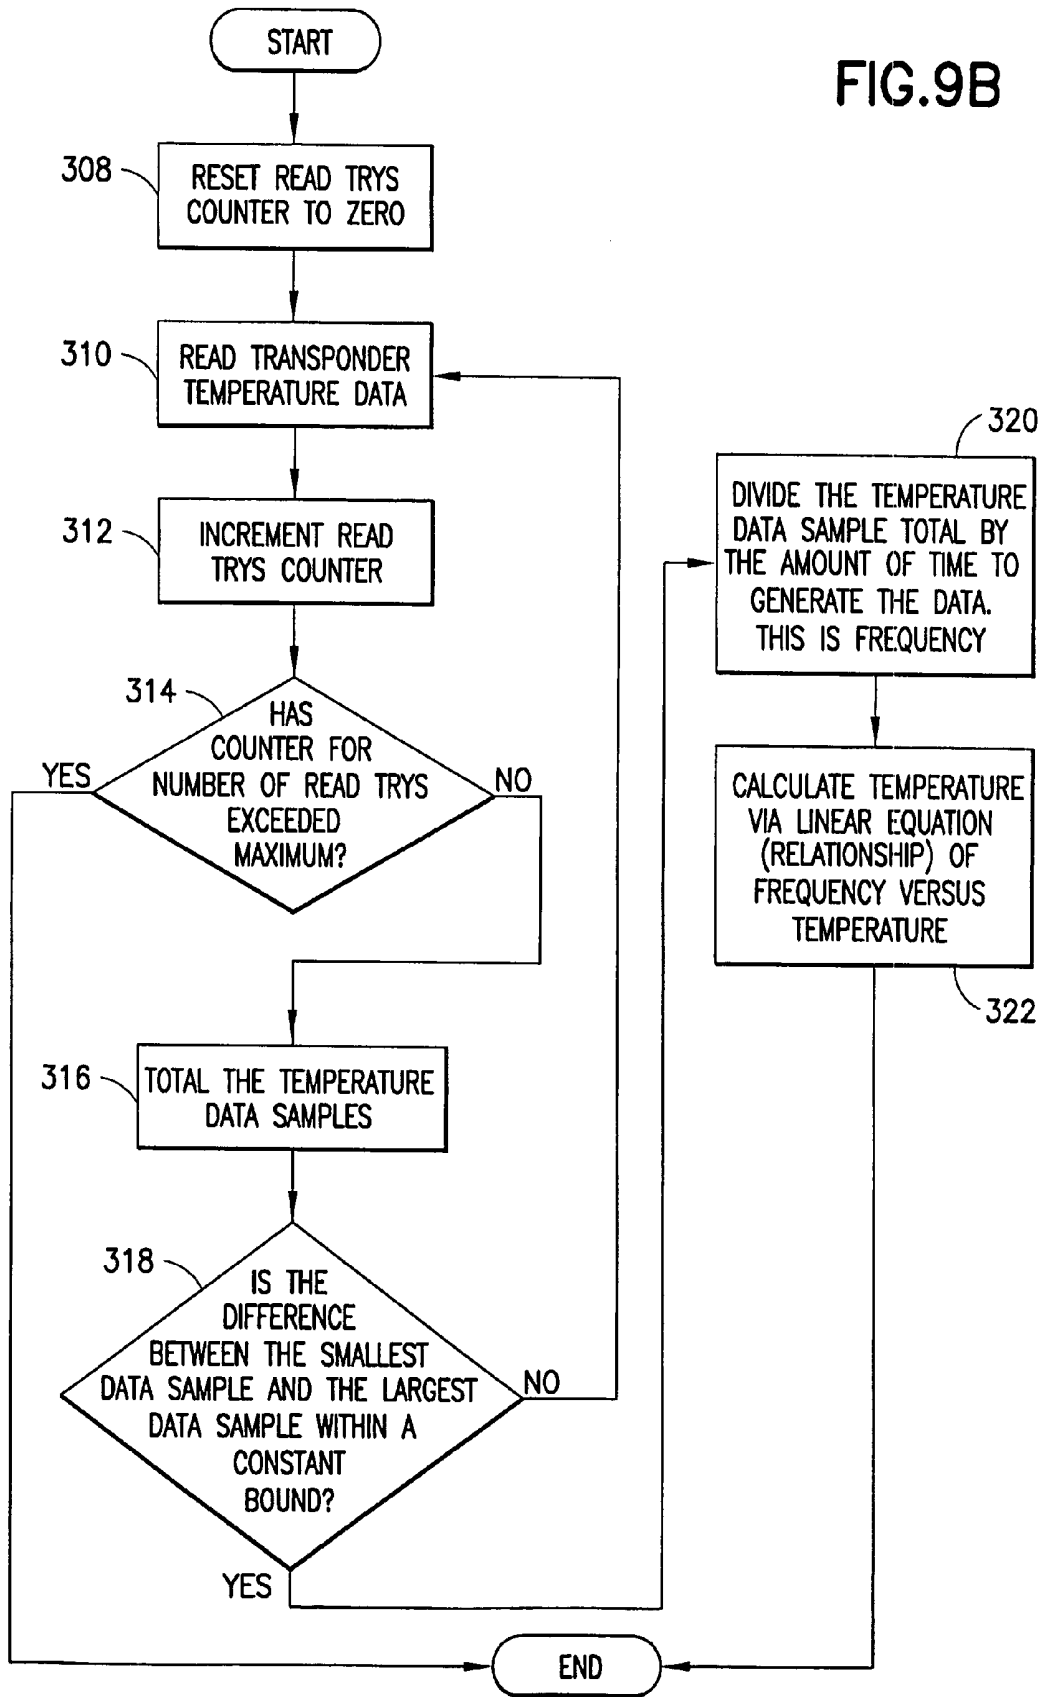 START
FIG.9B
308
RESET READ TRYS
COUNTER TO ZERO
310
READ TRANSPONDER
TEMPERATURE DATA
312
INCREMENT READ
TRYS COUNTER
314
HAS
COUNTER FOR
NUMBER OF READ TRYS
EXCEEDED
MAXIMUM?
YES
NO
316
TOTAL THE TEMPERATURE
DATA SAMPLES
318
IS THE
DIFFERENCE
BETWEEN THE SMALLEST
DATA SAMPLE AND THE LARGEST
DATA SAMPLE WITHIN A
CONSTANT
BOUND?
NO
YES
320
DIVIDE THE TEMPERATURE
DATA SAMPLE TOTAL BY
THE AMOUNT OF TIME TO
GENERATE THE DATA.
THIS IS FREQUENCY
CALCULATE TEMPERATURE
VIA LINEAR EQUATION
(RELATIONSHIP) OF
FREQUENCY VERSUS
TEMPERATURE
322
END